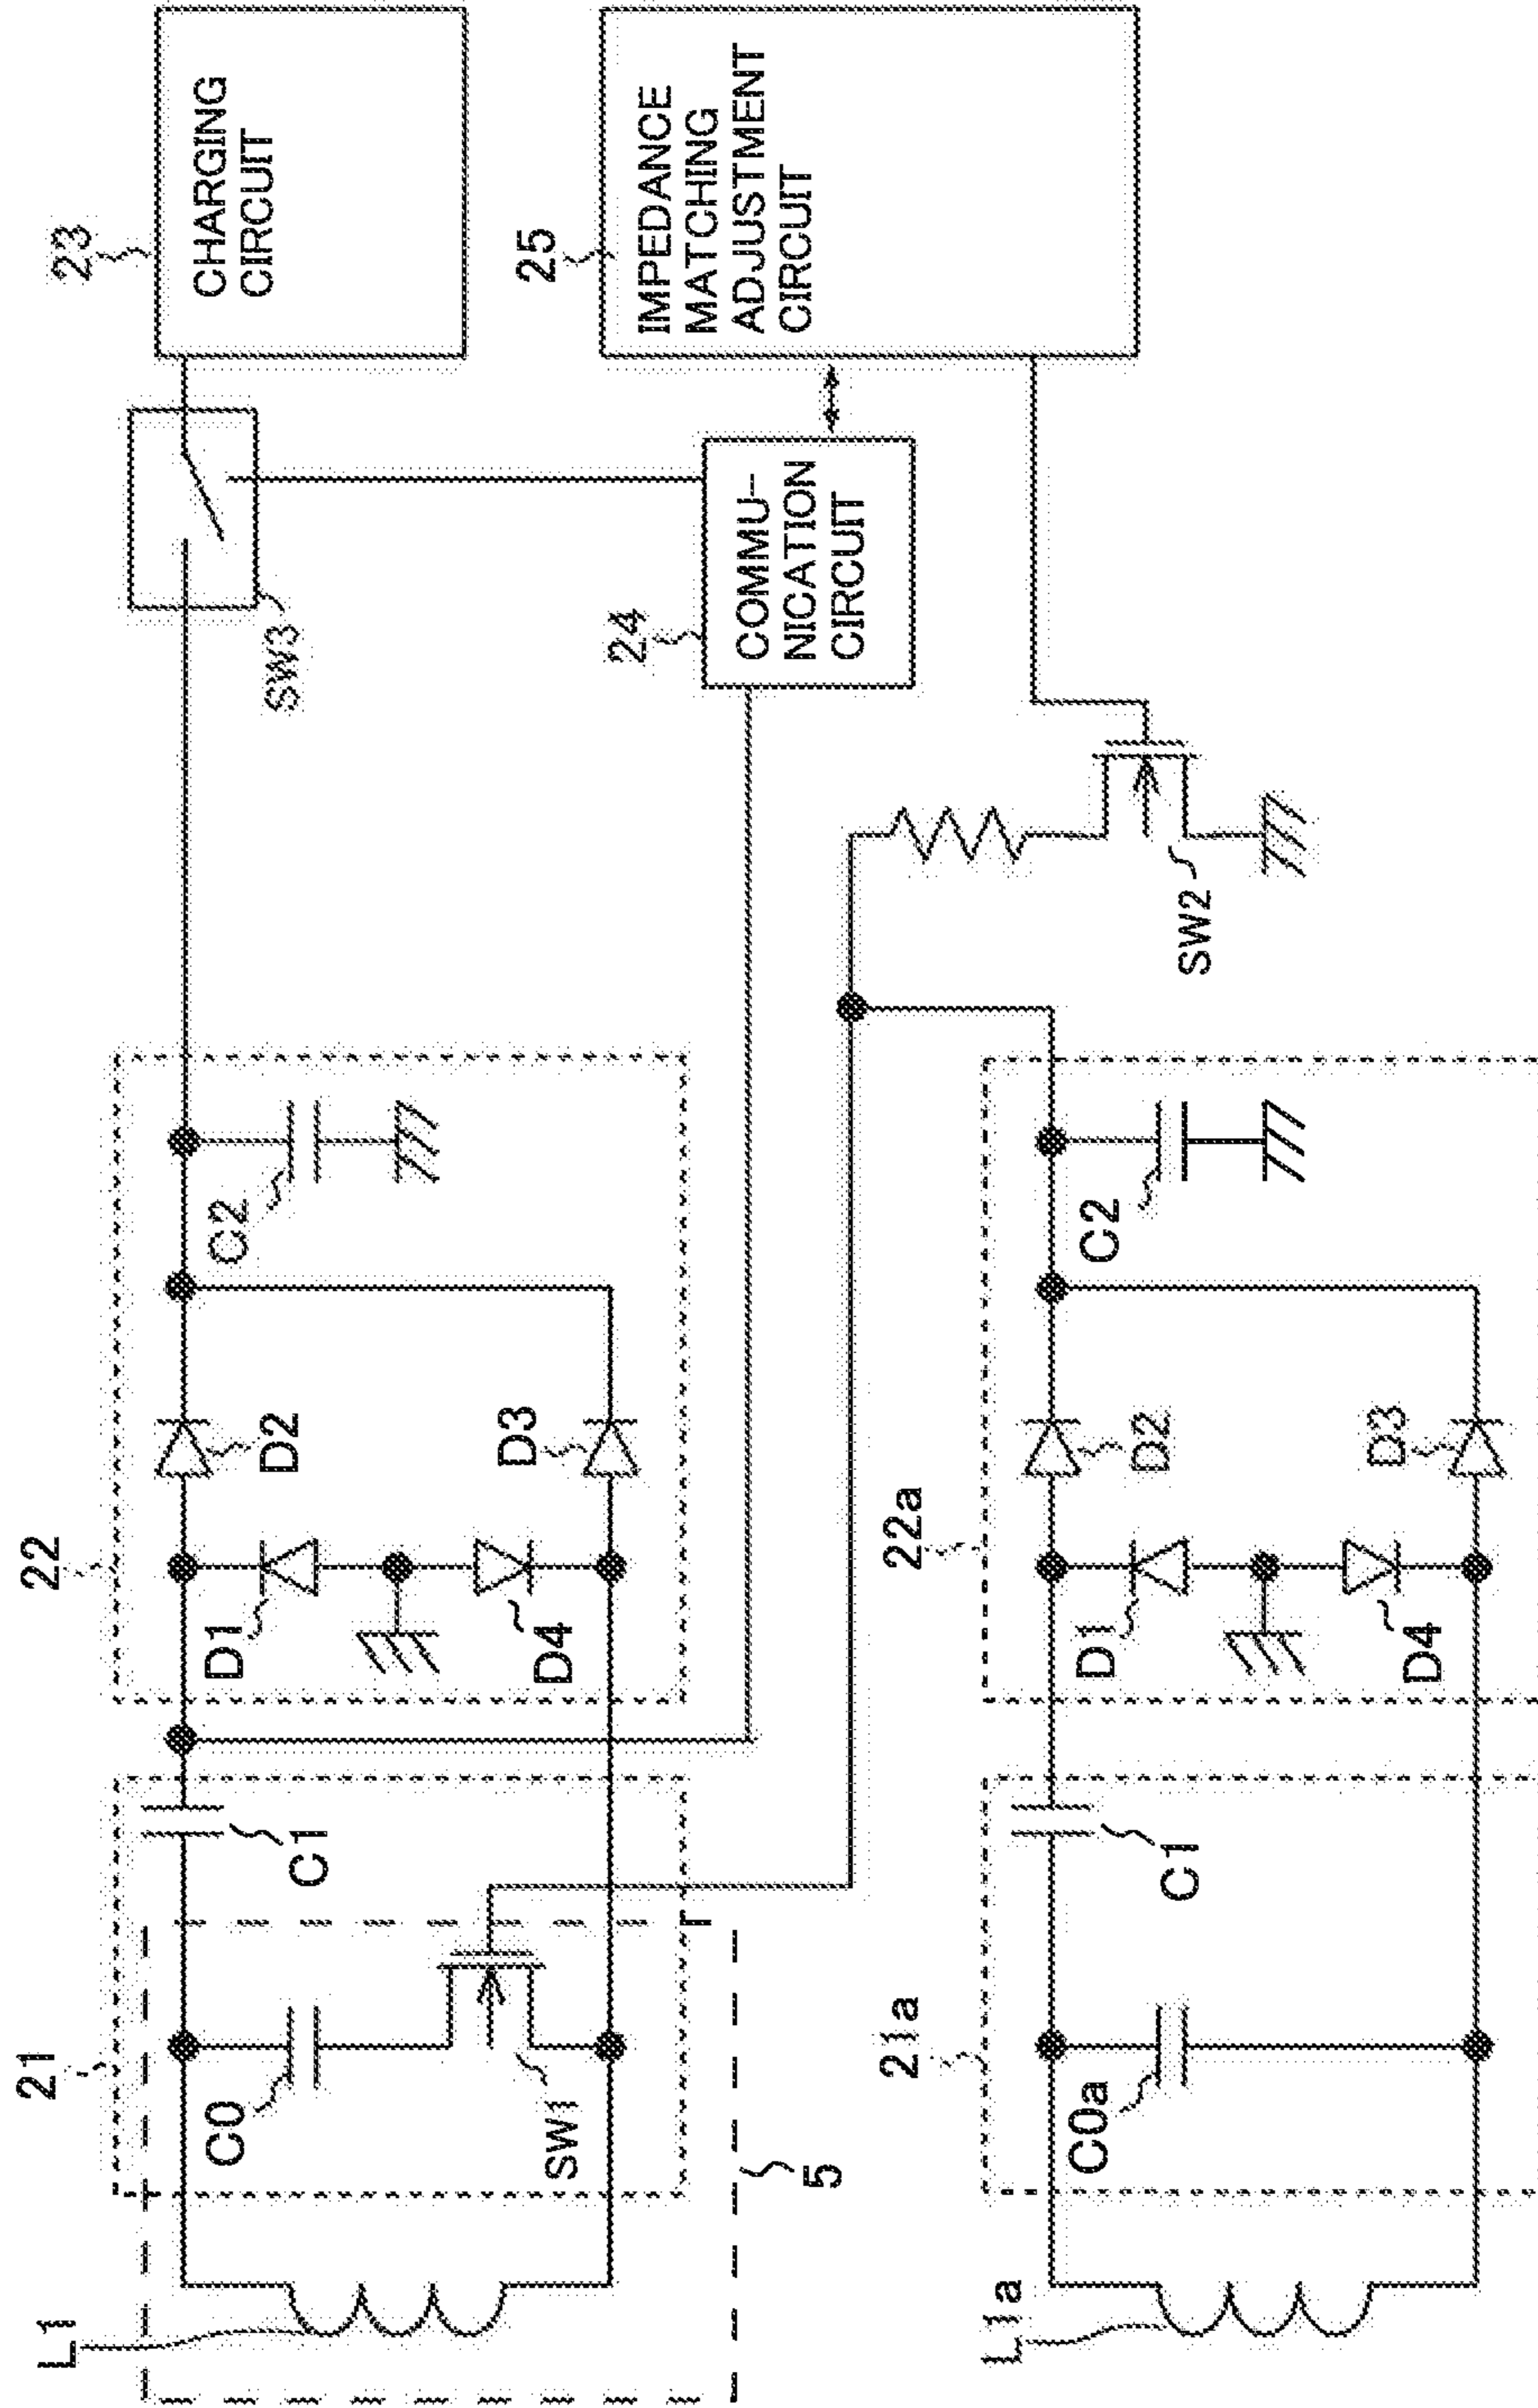 L1
21
C0
SW1
5
C1
22
D1
D2
D4
D3
C2
SW3
23
CHARGING
CIRCUIT
24
COMMU-
NICATION
CIRCUIT
25
IMPEDANCE
MATCHING
ADJUSTMENT
CIRCUIT
SW2
L1a
21a
C0a
C1
22a
D1
D2
D4
D3
C2